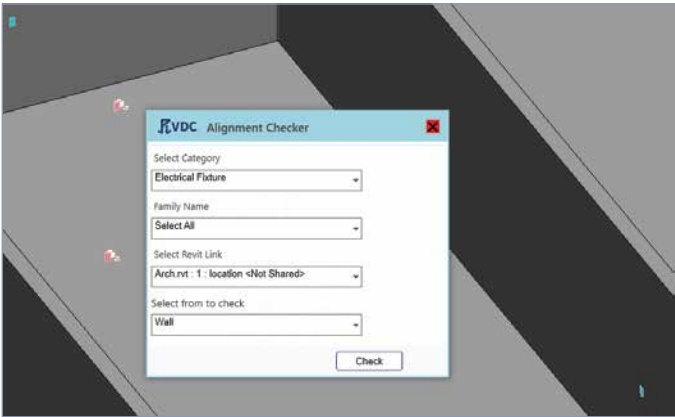 RVDC Alignment Checker
Select Category
Electrical Fixture
Family Name
Select All
Select Revit Link
Arch.rvt : 1 : location <Not Shared>
Select from to check
Wall
Check